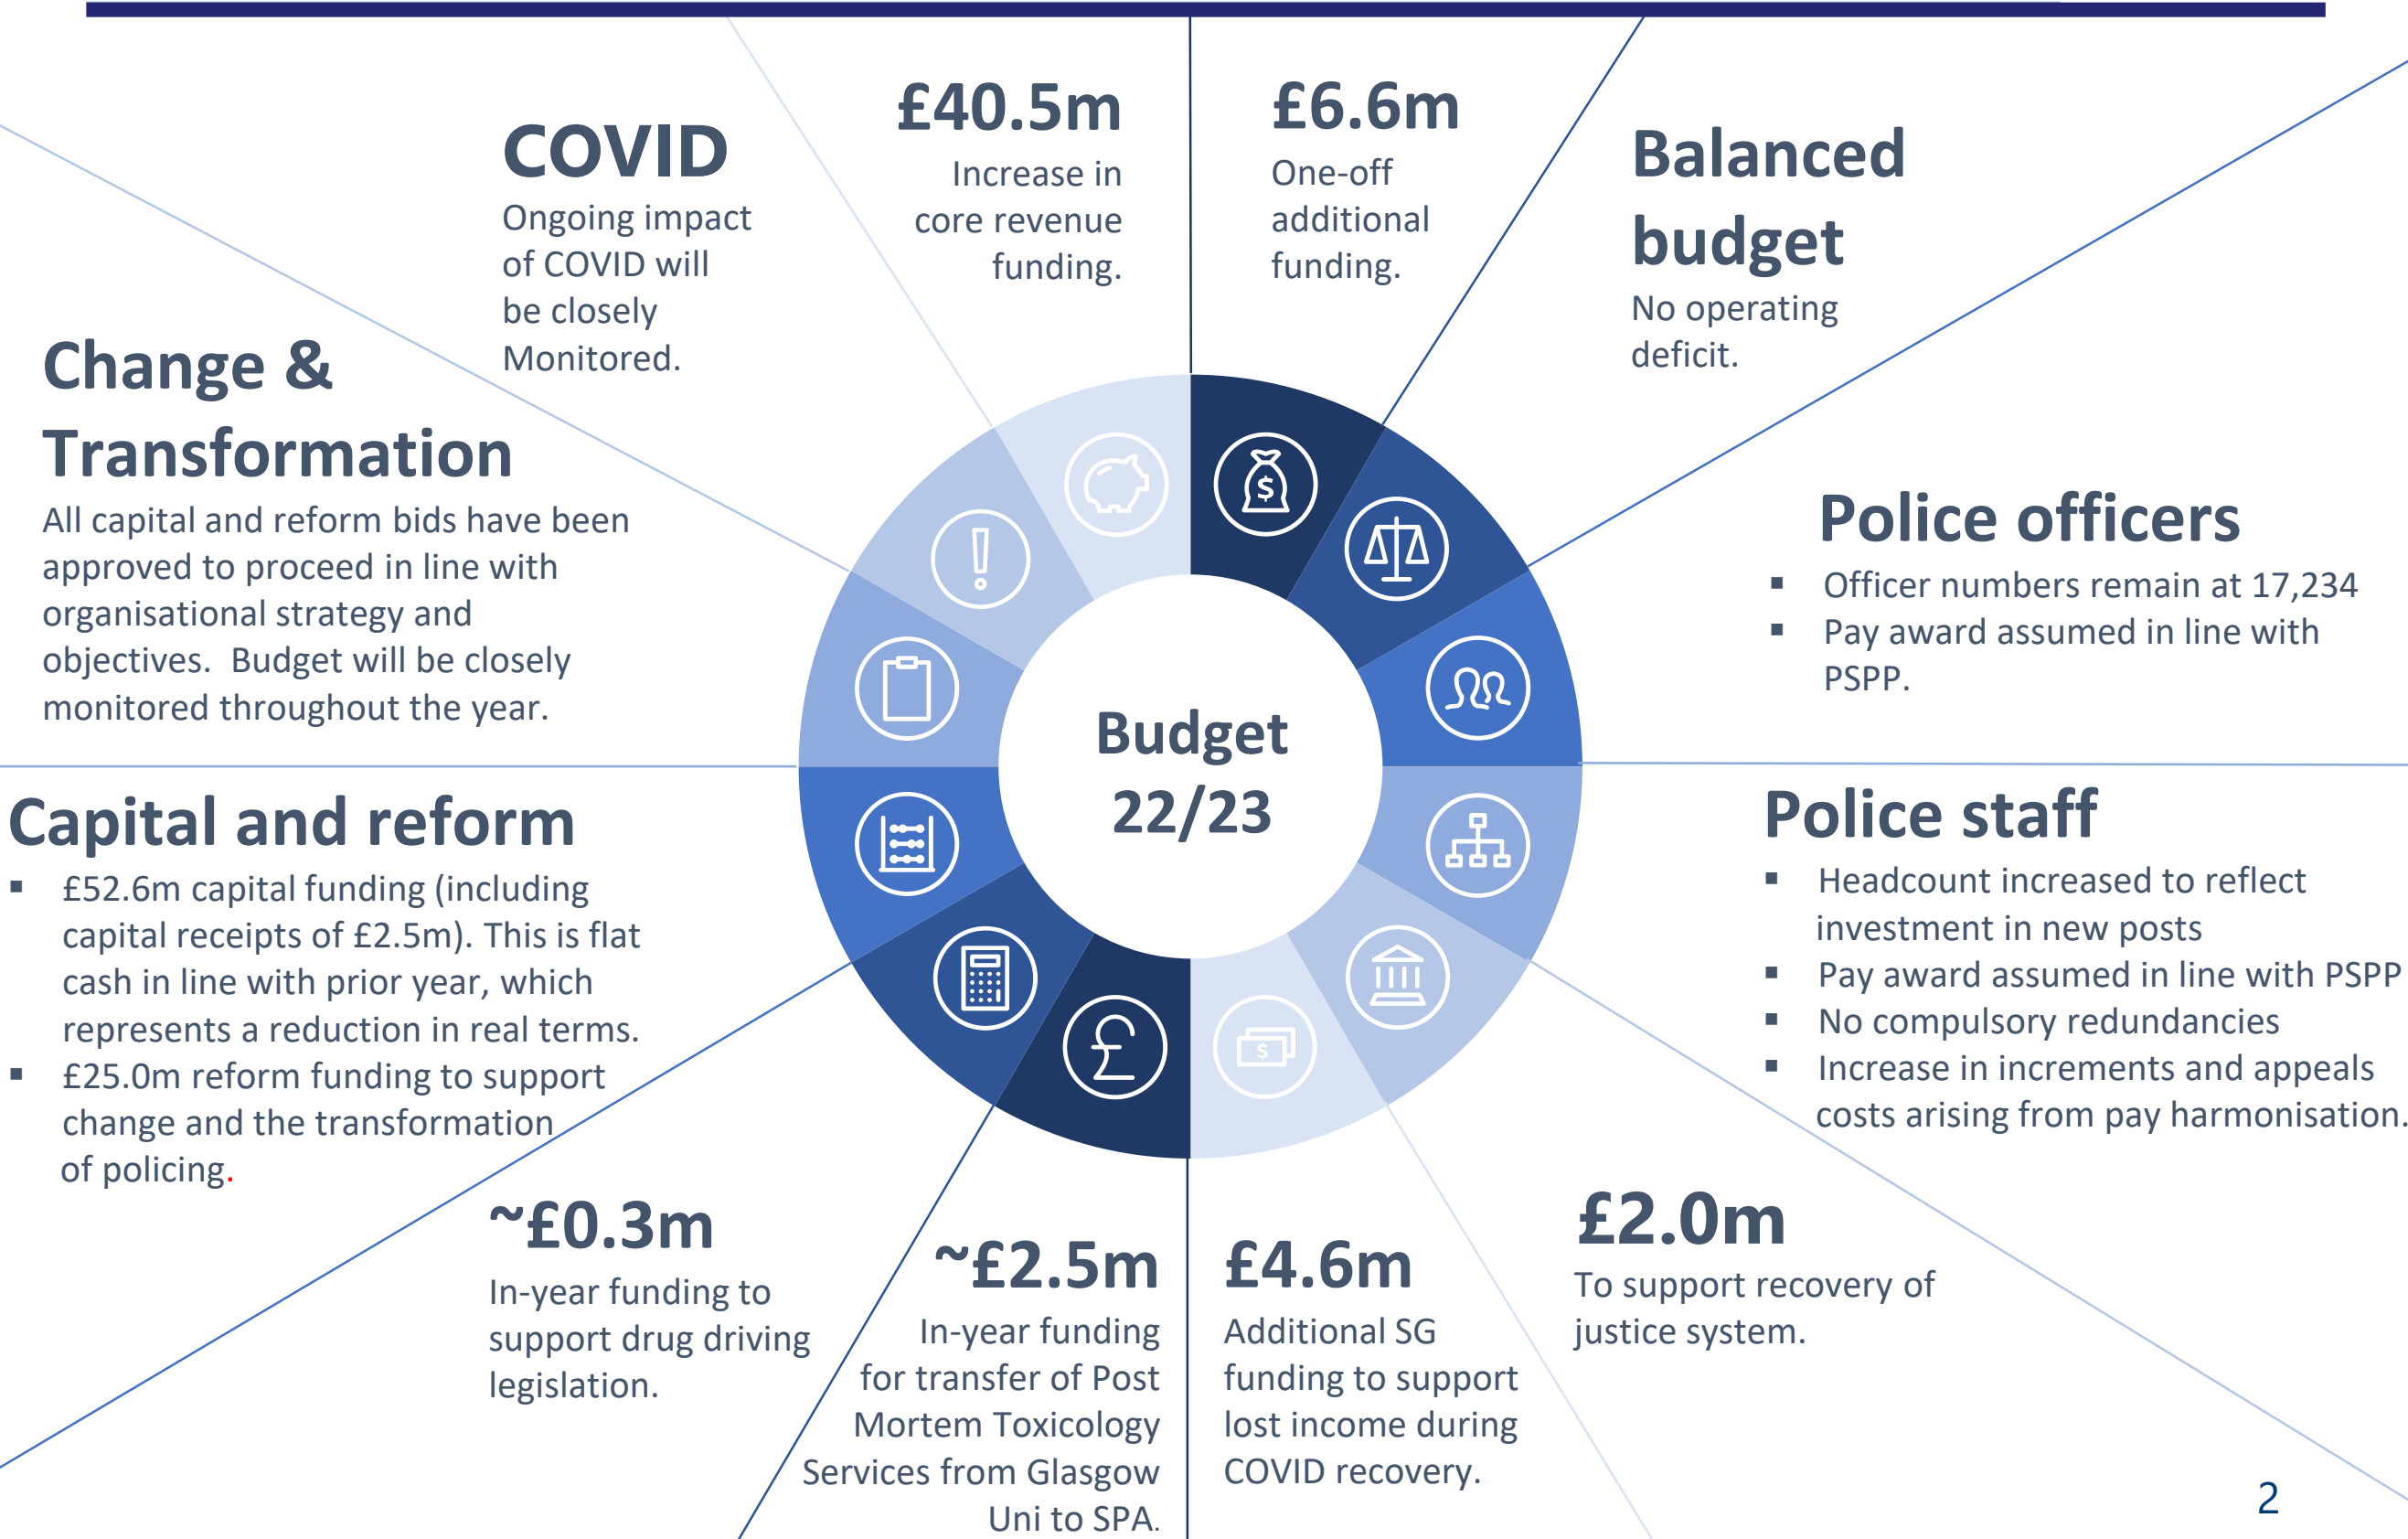 £40.5m
Increase in
core revenue
funding.
£6.6m
One-off
additional
funding.
Balanced
budget
No operating
deficit.
Police officers
▪ Officer numbers remain at 17,234
▪ Pay award assumed in line with
PSPP.
Police staff
▪ Headcount increased to reflect
investment in new posts
▪ Pay award assumed in line with PSPP
▪ No compulsory redundancies
▪ Increase in increments and appeals
costs arising from pay harmonisation.
£2.0m
To support recovery of
justice system.
£4.6m
Additional SG
funding to support
lost income during
COVID recovery.
~£2.5m
In-year funding
for transfer of Post
Mortem Toxicology
Services from Glasgow
Uni to SPA.
~£0.3m
In-year funding to
support drug driving
legislation.
Capital and reform
▪ £52.6m capital funding (including
capital receipts of £2.5m). This is flat
cash in line with prior year, which
represents a reduction in real terms.
▪ £25.0m reform funding to support
change and the transformation
of policing.
Change &
Transformation
All capital and reform bids have been
approved to proceed in line with
organisational strategy and
objectives.  Budget will be closely
monitored throughout the year.
COVID
Ongoing impact
of COVID will
be closely
Monitored.
Budget
22/23
$
£
$
2